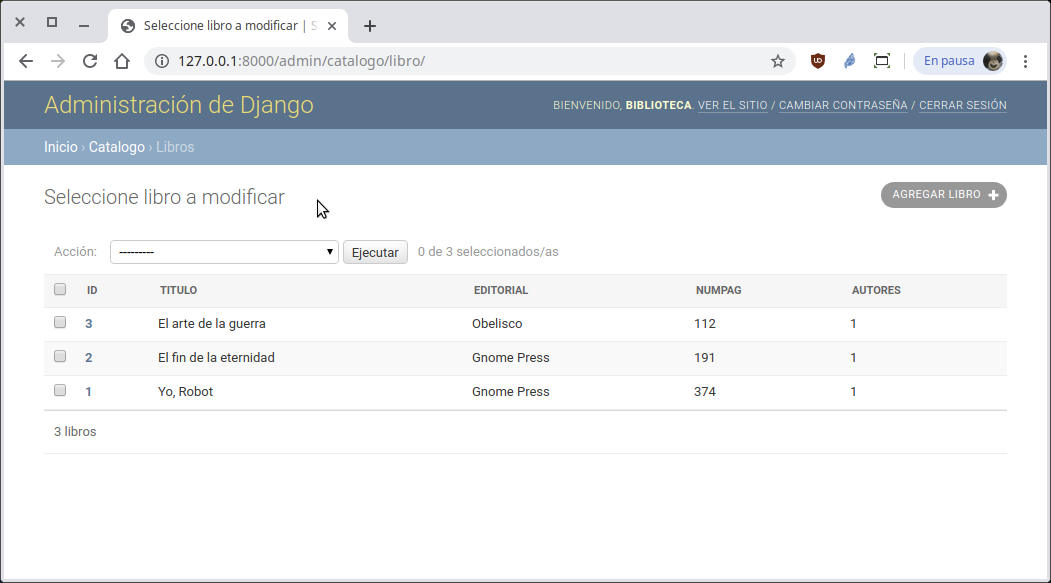 Seleccione libro a modificar | S
127.0.0.1:8000/admin/catalogo/libro/
En pausa
Administración de Django
BIENVENIDO, BIBLIOTECA. VER EL SITIO / CAMBIAR CONTRASEÑA / CERRAR SESIÓN
Inicio › Catalogo › Libros
Seleccione libro a modificar
AGREGAR LIBRO
Acción: --------- Ejecutar 0 de 3 seleccionados/as
ID TITULO EDITORIAL NUMPAG AUTORES
3 El arte de la guerra Obelisco 112 1
2 El fin de la eternidad Gnome Press 191 1
1 Yo, Robot Gnome Press 374 1
3 libros